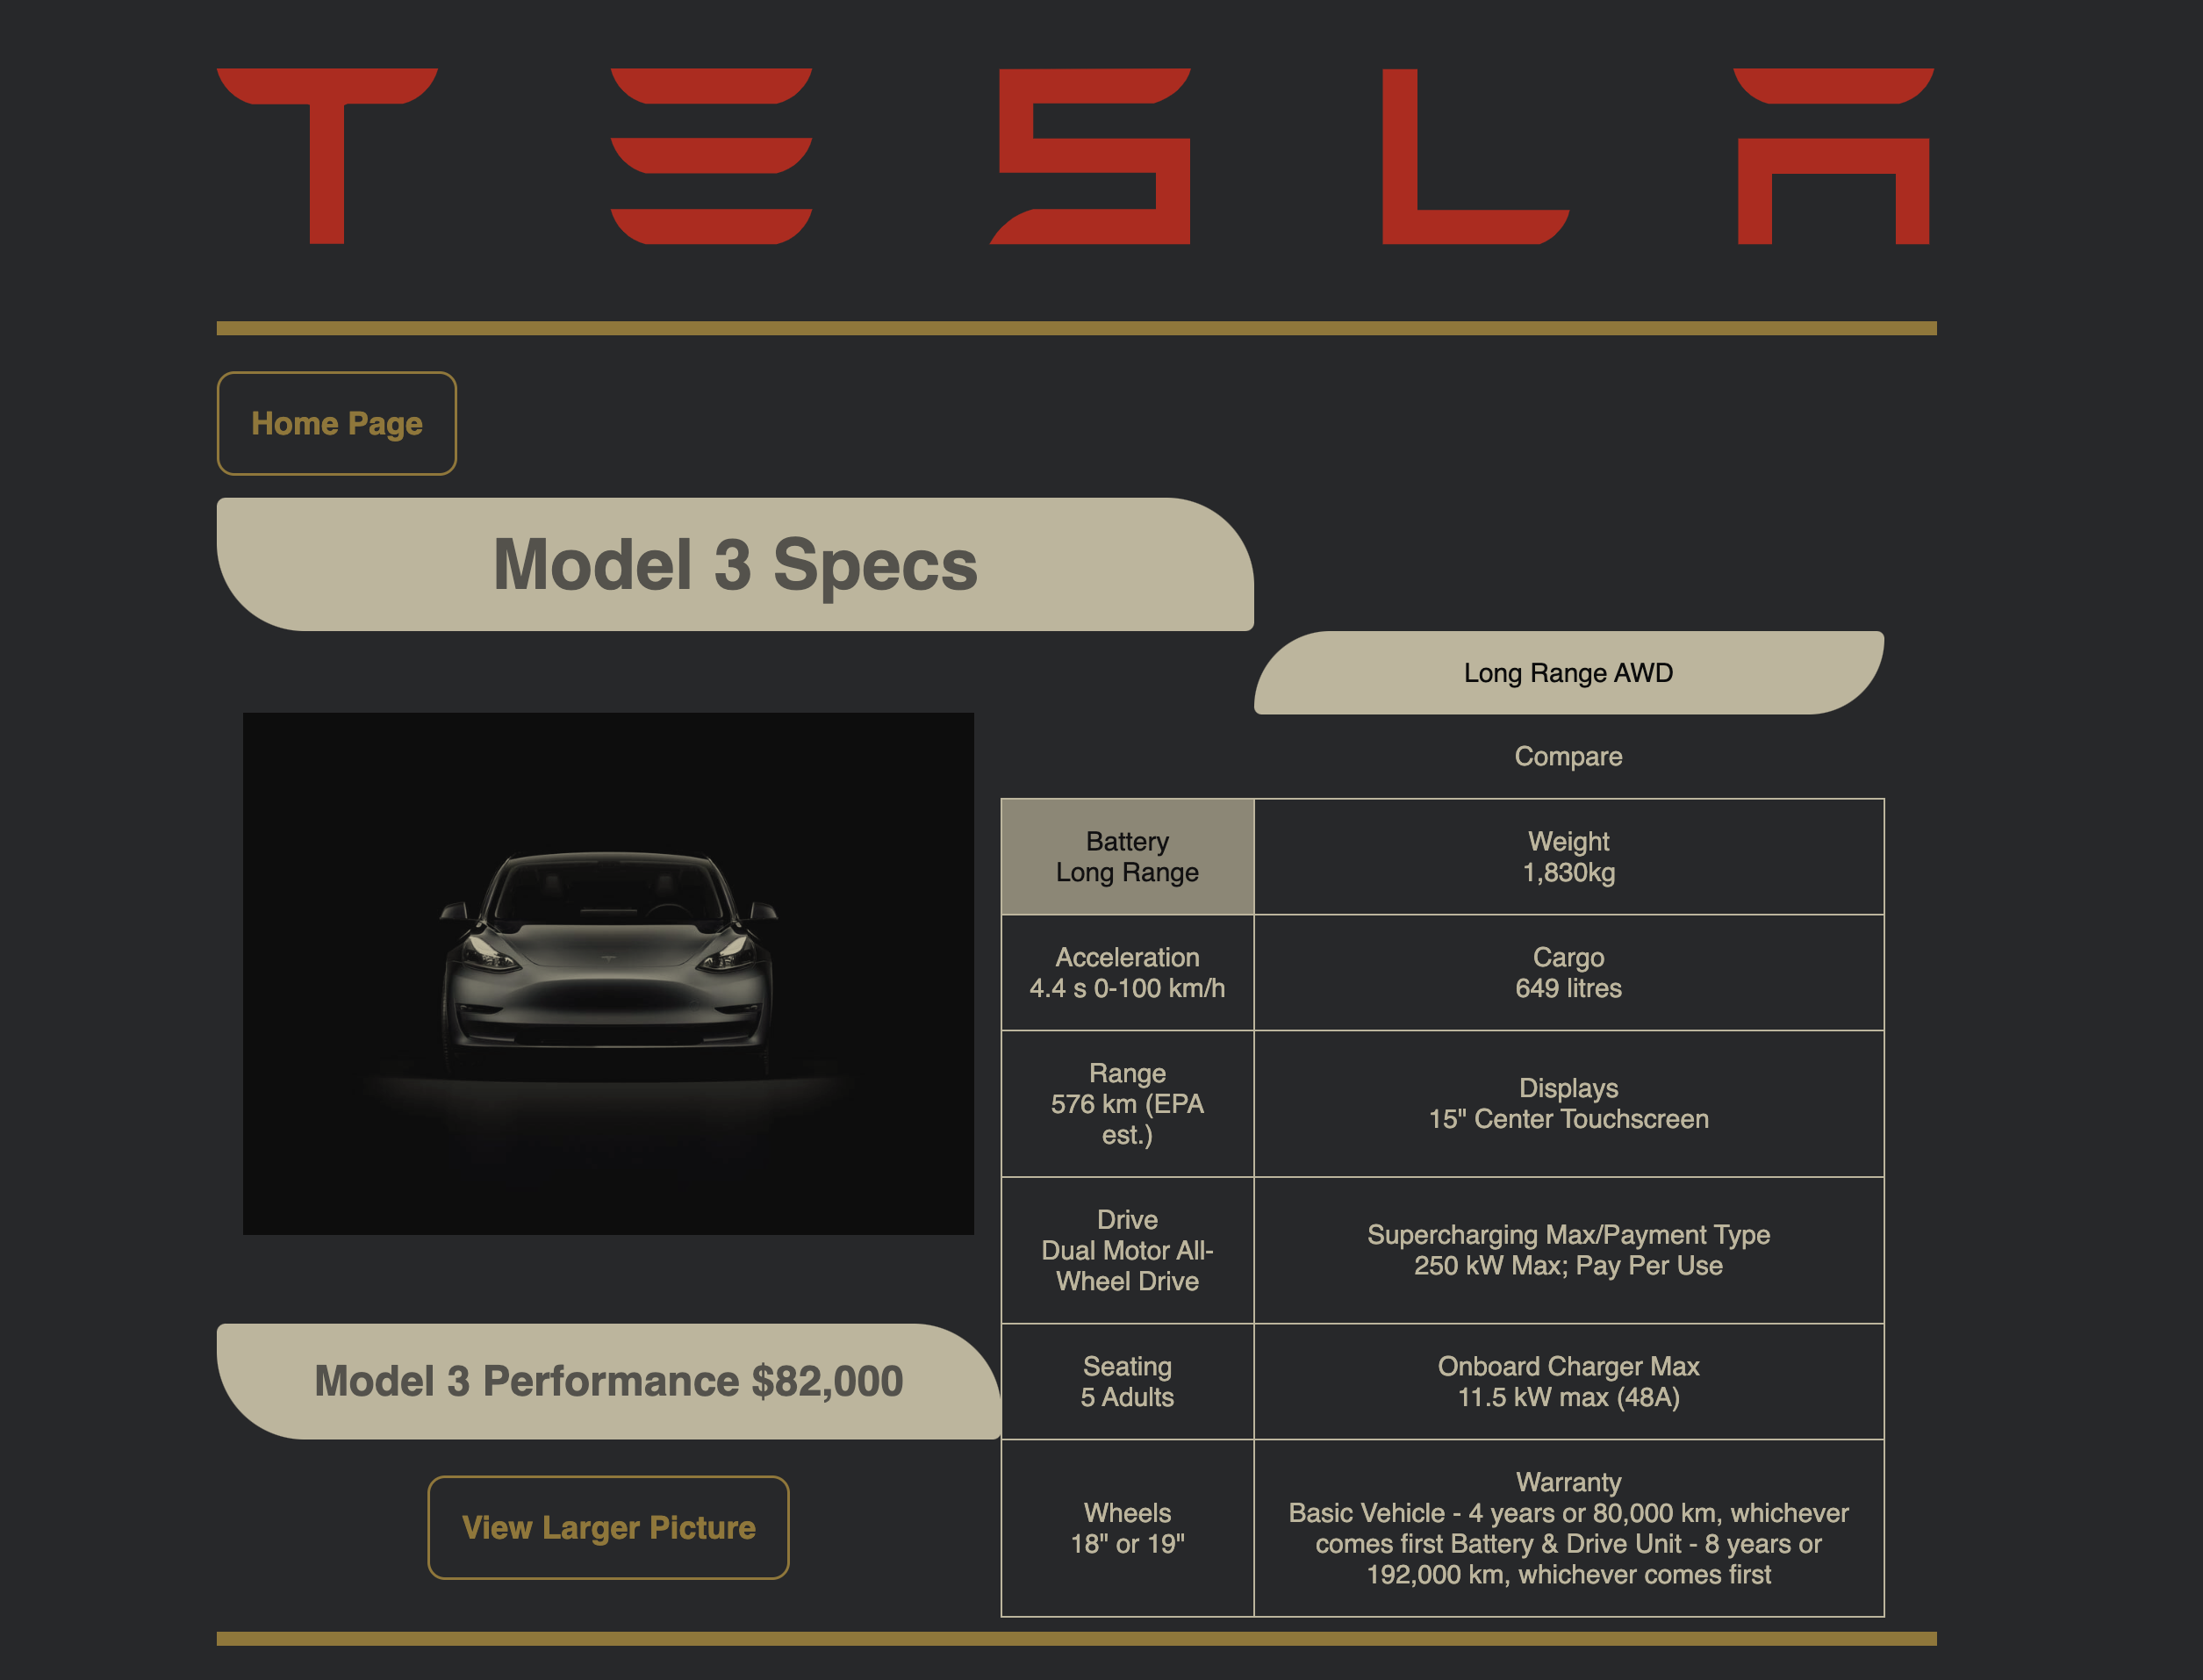 TESLA
Home Page
Model 3 Specs
Long Range AWD
Compare
Battery
Long Range
Weight
1,830kg
Acceleration
4.4 s 0-100 km/h
Cargo
649 litres
Range
576 km (EPA
est.)
Displays
15" Center Touchscreen
Drive
Dual Motor All-
Wheel Drive
Supercharging Max/Payment Type
250 kW Max; Pay Per Use
Model 3 Performance $82,000
Seating
5 Adults
Onboard Charger Max
11.5 kW max (48A)
View Larger Picture
Wheels
18" or 19"
Warranty
Basic Vehicle - 4 years or 80,000 km, whichever
comes first Battery & Drive Unit - 8 years or
192,000 km, whichever comes first